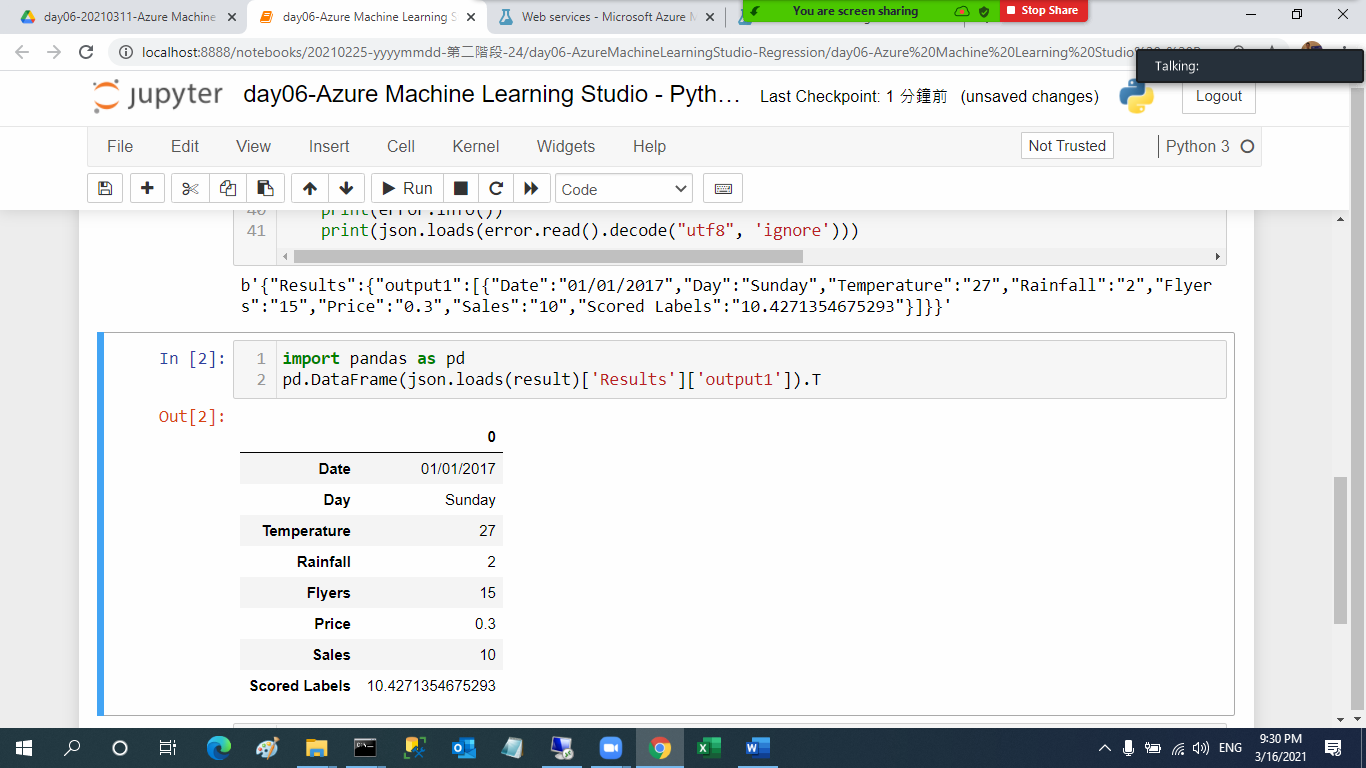 day06-20210311-Azure Machine
day06-Azure Machine Learning S
Web services - Microsoft Azure M
You are screen sharing
Stop Share
localhost:8888/notebooks/20210225-yyyymmdd-第二階段-24/day06-AzureMachineLearningStudio-Regression/day06-Azure%20Machine%20Learning%20Studio
Talking:
jupyter
day06-Azure Machine Learning Studio - Pyth…
Last Checkpoint: 1 分鐘前
(unsaved changes)
Logout
File Edit View Insert Cell Kernel Widgets Help
Not Trusted
Python 3
Run
Code
40 print(error.info())
41 print(json.loads(error.read().decode("utf8", 'ignore')))
b'{"Results":{"output1":[{"Date":"01/01/2017","Day":"Sunday","Temperature":"27","Rainfall":"2","Flyer
s":"15","Price":"0.3","Sales":"10","Scored Labels":"10.4271354675293"}]}}'
In [2]:
1 import pandas as pd
2 pd.DataFrame(json.loads(result)['Results']['output1']).T
Out[2]:
0
Date 01/01/2017
Day Sunday
Temperature 27
Rainfall 2
Flyers 15
Price 0.3
Sales 10
Scored Labels 10.4271354675293
ENG
9:30 PM
3/16/2021